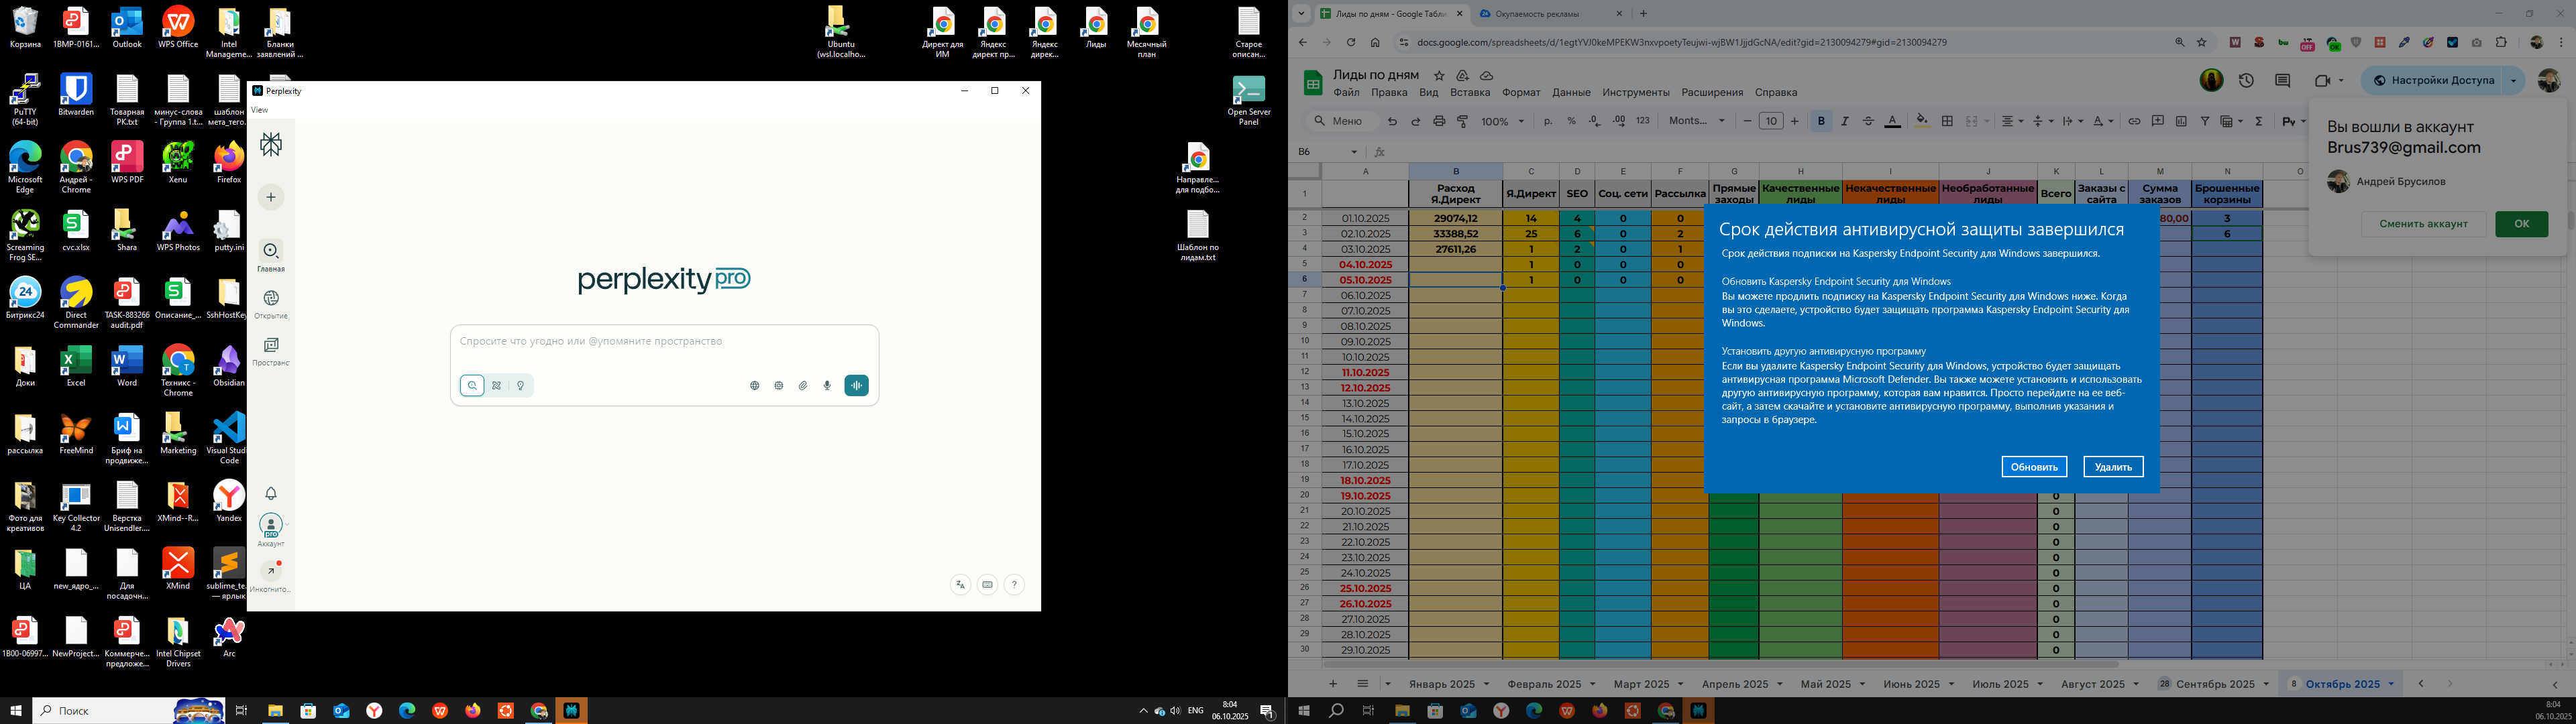 Корзина
1BMP-0161...
Outlook
WPS Office
Intel Manageme...
Бланки заявлений ...
Ubuntu (wsl.localho...
Директ для ИМ
Яндекс директ пр...
Яндекс дирек...
Лиды
Месячный план
Старое описан...
PuTTY (64-bit)
Bitwarden
Товарная РК.txt
минус-слова - Группа 1.t...
шаблон мета_тего...
Open Server Panel
Microsoft Edge
Андрей - Chrome
WPS PDF
Xenu
Firefox
Направле... для подбо...
Screaming Frog SE...
cvc.xlsx
Shara
WPS Photos
putty.ini
Шаблон по лидам.txt
Битрикс24
Direct Commander
TASK-883266 audit.pdf
Описание_...
SshHostKey
Доки
Excel
Word
Техникс - Chrome
Obsidian
рассылка
FreeMind
Бриф на продвиже...
Marketing
Visual Studi Code
Фото для креативов
Key Collector 4.2
Верстка Unisendler....
XMind--R...
Yandex
ЦА
new_ядро_...
Для посадочн...
XMind
sublime_te... — ярлык
1B00-06997...
NewProject...
Коммерче... предложе...
Intel Chipset Drivers
Arc
Perplexity
View
Главная
Открытие
Пространс
Аккаунт
Инкогнито...
perplexity pro
Спросите что угодно или @упомяните пространство
Поиск
ENG
8:04
06.10.2025
Лиды по дням - Google Табли
Окупаемость рекламы
docs.google.com/spreadsheets/d/1egtYVJ0keMPEKW3nxvpoetyTeujwi-wjBW1JjjdGcNA/edit?gid=2130094279#gid=2130094279
Лиды по дням
Файл Правка Вид Вставка Формат Данные Инструменты Расширения Справка
Настройки Доступа
Меню
100%
р. % .0 .00 123
Monts...
10
B6
Вы вошли в аккаунт
Brus739@gmail.com
Андрей Брусилов
Сменить аккаунт
OK
A B C D E F G H I J K L M N O
1 Расход Я.Директ Я.Директ SEO Соц. сети Рассылка Прямые заходы Качественные лиды Некачественные лиды Необработанные лиды Всего Заказы с сайта Сумма заказов Брошенные корзины
2 01.10.2025 29074,12 14 4 0 0 80,00 3
3 02.10.2025 33388,52 25 6 0 2 6
4 03.10.2025 27611,26 1 2 0 1
5 04.10.2025 1 0 0 0
6 05.10.2025 1 0 0 0
7 06.10.2025
8 07.10.2025
9 08.10.2025
10 09.10.2025
11 10.10.2025
12 11.10.2025
13 12.10.2025
14 13.10.2025
15 14.10.2025
16 15.10.2025
17 16.10.2025
18 17.10.2025
19 18.10.2025
20 19.10.2025 0
21 20.10.2025 0
22 21.10.2025 0
23 22.10.2025 0
24 23.10.2025 0
25 24.10.2025 0
26 25.10.2025 0
27 26.10.2025 0
28 27.10.2025 0
29 28.10.2025 0
30 29.10.2025 0
Срок действия антивирусной защиты завершился
Срок действия подписки на Kaspersky Endpoint Security для Windows завершился.
Обновить Kaspersky Endpoint Security для Windows
Вы можете продлить подписку на Kaspersky Endpoint Security для Windows ниже. Когда
вы это сделаете, устройство будет защищать программа Kaspersky Endpoint Security для
Windows.
Установить другую антивирусную программу
Если вы удалите Kaspersky Endpoint Security для Windows, устройство будет защищать
антивирусная программа Microsoft Defender. Вы также можете установить и использовать
другую антивирусную программу, которая вам нравится. Просто перейдите на ее веб-
сайт, а затем скачайте и установите антивирусную программу, выполнив указания и
запросы в браузере.
Обновить
Удалить
Январь 2025 Февраль 2025 Март 2025 Апрель 2025 Май 2025 Июнь 2025 Июль 2025 Август 2025 28 Сентябрь 2025 8 Октябрь 2025
8:04
06.10.2025